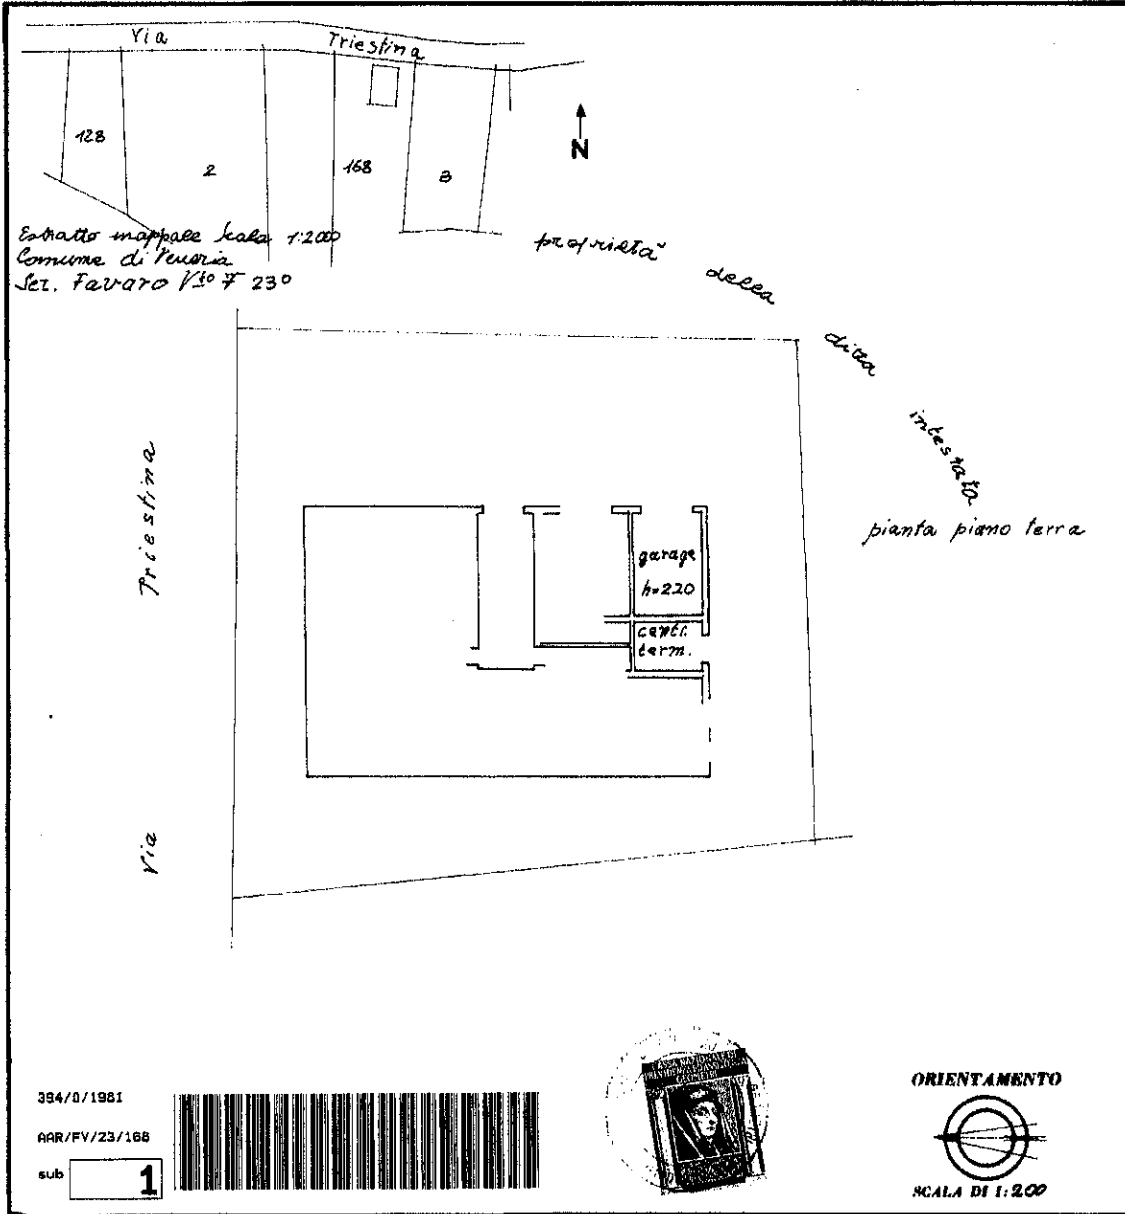 Via Triestina
128
2
168
3
N
Estratto mappale Scala 1:2000
Comune di Venezia
Sez. Favaro V.to F 23°
proprietà della ditta intestata
pianta piano terra
Via Triestina
garage
h=220
centr.
term.
394/0/1981
AAR/FV/23/168
sub 1
ORIENTAMENTO
SCALA DI 1:200